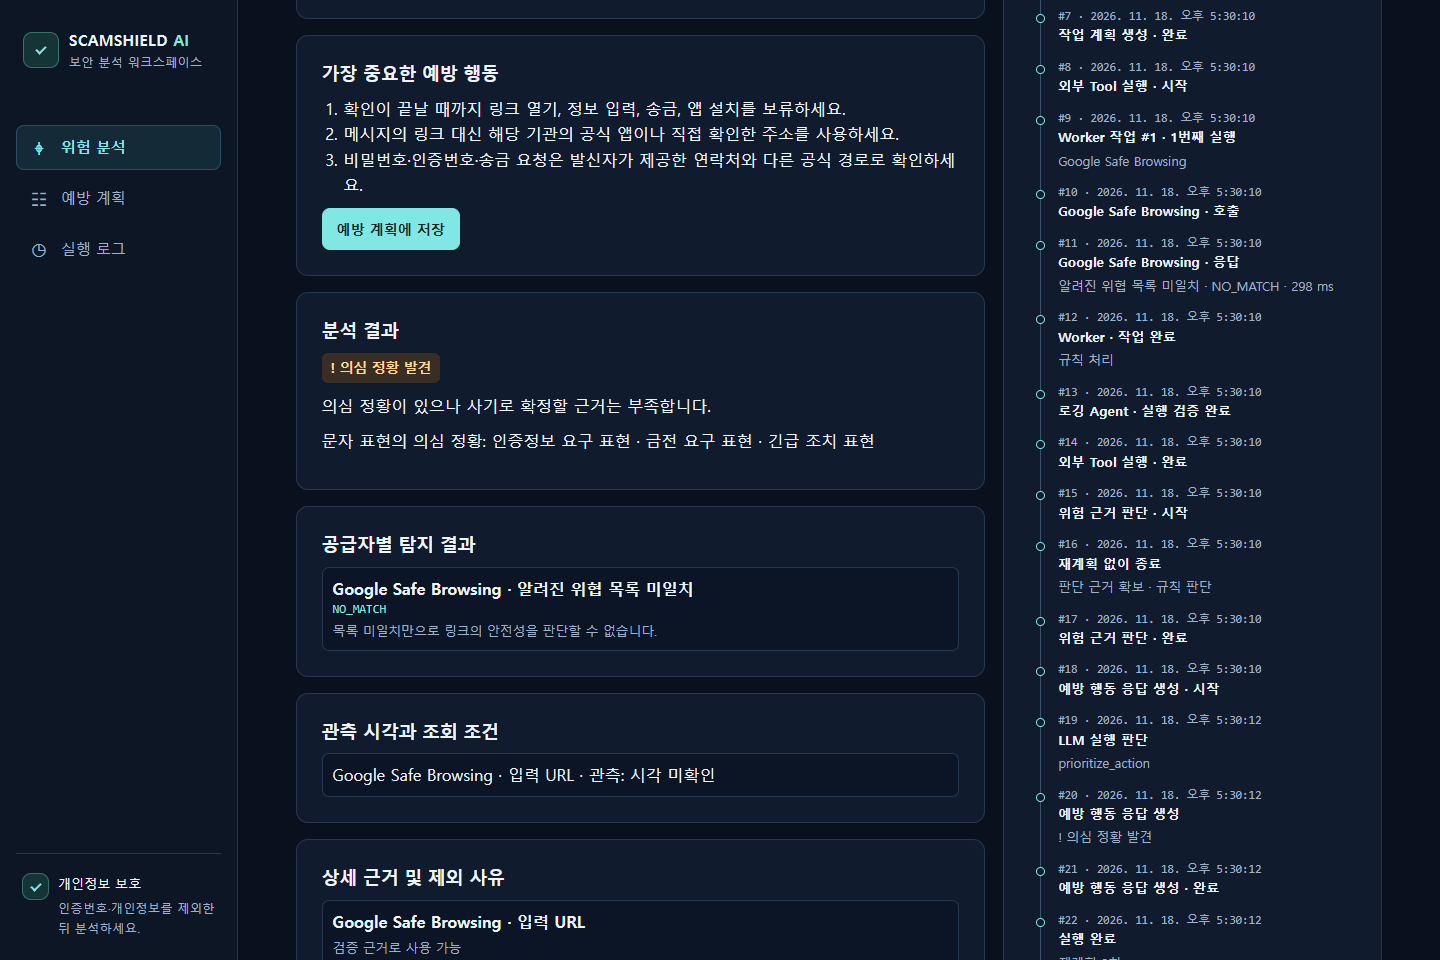 SCAMSHIELD AI
보안 분석 워크스페이스
위험 분석
예방 계획
실행 로그
개인정보 보호
인증번호·개인정보를 제외한
뒤 분석하세요.
가장 중요한 예방 행동
1. 확인이 끝날 때까지 링크 열기, 정보 입력, 송금, 앱 설치를 보류하세요.
2. 메시지의 링크 대신 해당 기관의 공식 앱이나 직접 확인한 주소를 사용하세요.
3. 비밀번호·인증번호·송금 요청은 발신자가 제공한 연락처와 다른 공식 경로로 확인하세
요.
예방 계획에 저장
분석 결과
! 의심 정황 발견
의심 정황이 있으나 사기로 확정할 근거는 부족합니다.
문자 표현의 의심 정황: 인증정보 요구 표현 · 금전 요구 표현 · 긴급 조치 표현
공급자별 탐지 결과
Google Safe Browsing · 알려진 위협 목록 미일치
NO_MATCH
목록 미일치만으로 링크의 안전성을 판단할 수 없습니다.
관측 시각과 조회 조건
Google Safe Browsing · 입력 URL · 관측: 시각 미확인
상세 근거 및 제외 사유
Google Safe Browsing · 입력 URL
검증 근거로 사용 가능
#7 · 2026. 11. 18. 오후 5:30:10
작업 계획 생성 · 완료
#8 · 2026. 11. 18. 오후 5:30:10
외부 Tool 실행 · 시작
#9 · 2026. 11. 18. 오후 5:30:10
Worker 작업 #1 · 1번째 실행
Google Safe Browsing
#10 · 2026. 11. 18. 오후 5:30:10
Google Safe Browsing · 호출
#11 · 2026. 11. 18. 오후 5:30:10
Google Safe Browsing · 응답
알려진 위협 목록 미일치 · NO_MATCH · 298 ms
#12 · 2026. 11. 18. 오후 5:30:10
Worker · 작업 완료
규칙 처리
#13 · 2026. 11. 18. 오후 5:30:10
로깅 Agent · 실행 검증 완료
#14 · 2026. 11. 18. 오후 5:30:10
외부 Tool 실행 · 완료
#15 · 2026. 11. 18. 오후 5:30:10
위험 근거 판단 · 시작
#16 · 2026. 11. 18. 오후 5:30:10
재계획 없이 종료
판단 근거 확보 · 규칙 판단
#17 · 2026. 11. 18. 오후 5:30:10
위험 근거 판단 · 완료
#18 · 2026. 11. 18. 오후 5:30:10
예방 행동 응답 생성 · 시작
#19 · 2026. 11. 18. 오후 5:30:12
LLM 실행 판단
prioritize_action
#20 · 2026. 11. 18. 오후 5:30:12
예방 행동 응답 생성
! 의심 정황 발견
#21 · 2026. 11. 18. 오후 5:30:12
예방 행동 응답 생성 · 완료
#22 · 2026. 11. 18. 오후 5:30:12
실행 완료